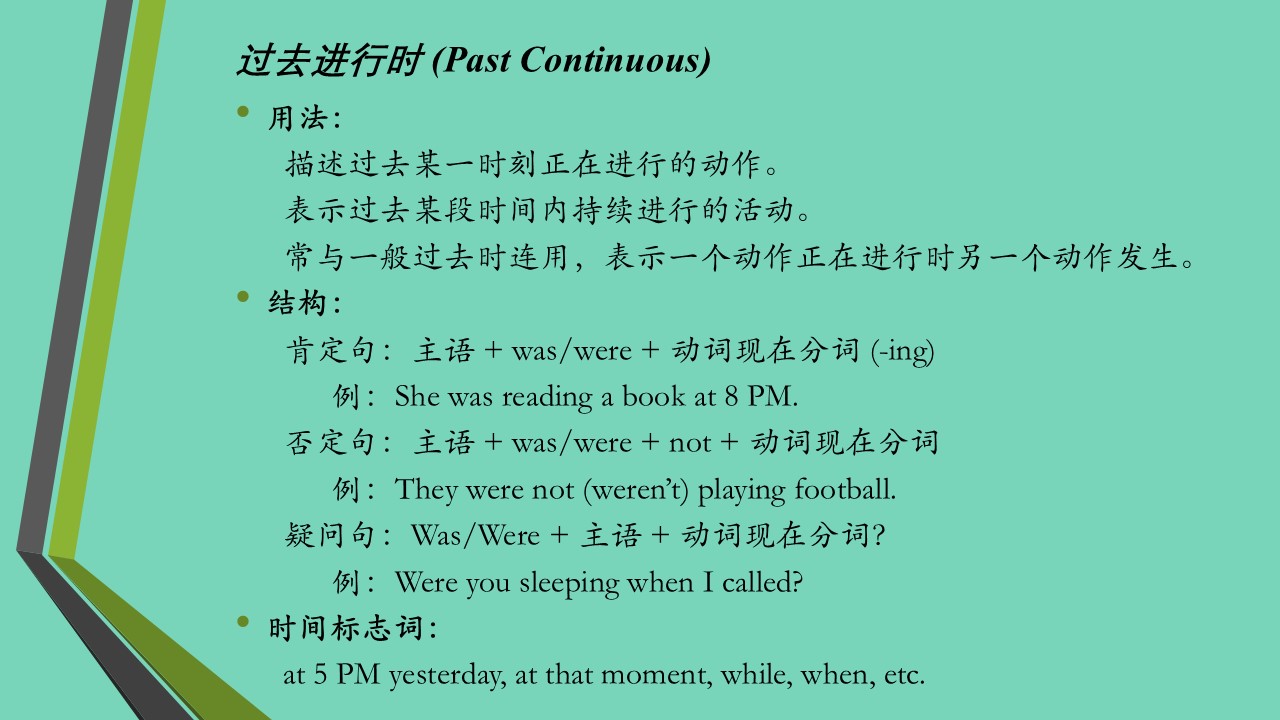 过去进行时 (Past Continuous)
• 用法：
描述过去某一时刻正在进行的动作。
表示过去某段时间内持续进行的活动。
常与一般过去时连用，表示一个动作正在进行时另一个动作发生。
• 结构：
肯定句：主语 + was/were + 动词现在分词 (-ing)
例：She was reading a book at 8 PM.
否定句：主语 + was/were + not + 动词现在分词
例：They were not (weren’t) playing football.
疑问句：Was/Were + 主语 + 动词现在分词?
例：Were you sleeping when I called?
• 时间标志词：
at 5 PM yesterday, at that moment, while, when, etc.